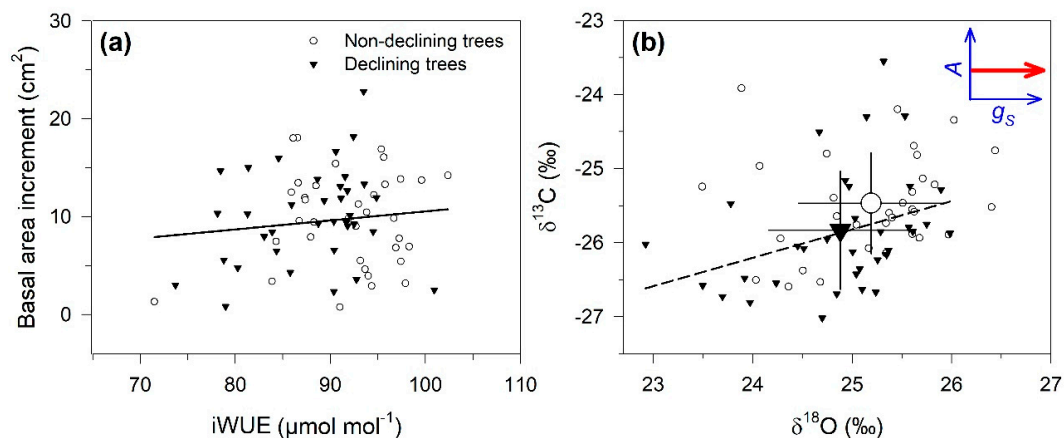 (a)
○ Non-declining trees
▼ Declining trees
Basal area increment (cm²)
30
20
10
0
70 80 90 100 110
iWUE (µmol mol⁻¹)
(b)
A
gS
δ¹³C (‰)
-23
-24
-25
-26
-27
23 24 25 26 27
δ¹⁸O (‰)